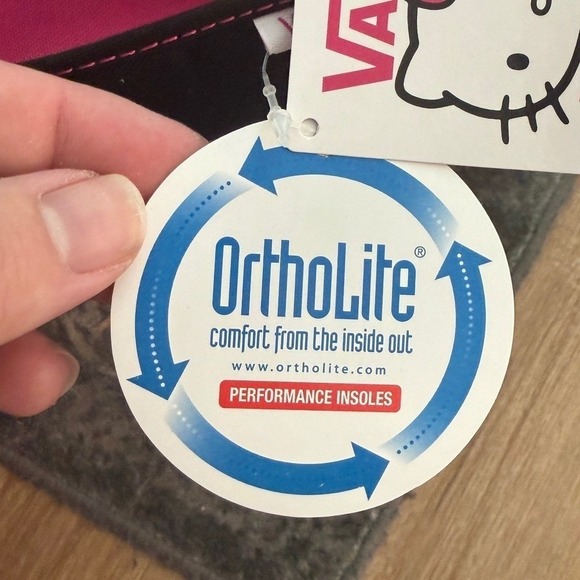 VA
OrthoLite®
comfort from the inside out
www.ortholite.com
PERFORMANCE INSOLES